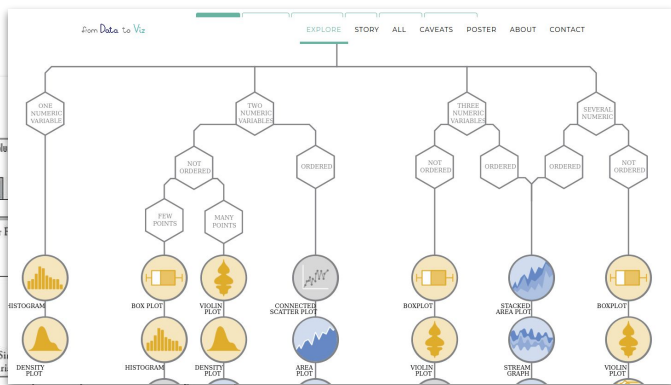 from Data to Viz
EXPLORE STORY ALL CAVEATS POSTER ABOUT CONTACT
ONE
NUMERIC
VARIABLE
TWO
NUMERIC
VARIABLES
THREE
NUMERIC
VARIABLES
SEVERAL
NUMERIC
NOT
ORDERED
ORDERED
NOT
ORDERED
ORDERED
ORDERED
NOT
ORDERED
FEW
POINTS
MANY
POINTS
HISTOGRAM
BOX PLOT
VIOLIN
PLOT
CONNECTED
SCATTER PLOT
BOXPLOT
STACKED
AREA PLOT
BOXPLOT
DENSITY
PLOT
HISTOGRAM
DENSITY
PLOT
AREA
PLOT
VIOLIN
PLOT
STREAM
GRAPH
VIOLIN
PLOT